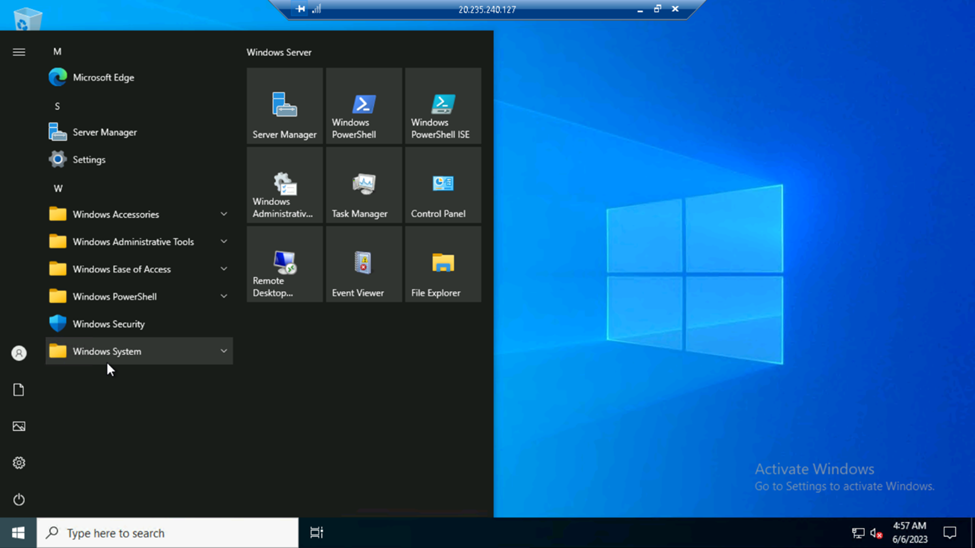 20.235.240.127
M
Microsoft Edge
S
Server Manager
Settings
W
Windows Accessories
Windows Administrative Tools
Windows Ease of Access
Windows PowerShell
Windows Security
Windows System
Windows Server
Server Manager
Windows
PowerShell
Windows
PowerShell ISE
Windows
Administrativ...
Task Manager
Control Panel
Remote
Desktop...
Event Viewer
File Explorer
Activate Windows
Go to Settings to activate Windows.
Type here to search
4:57 AM
6/6/2023